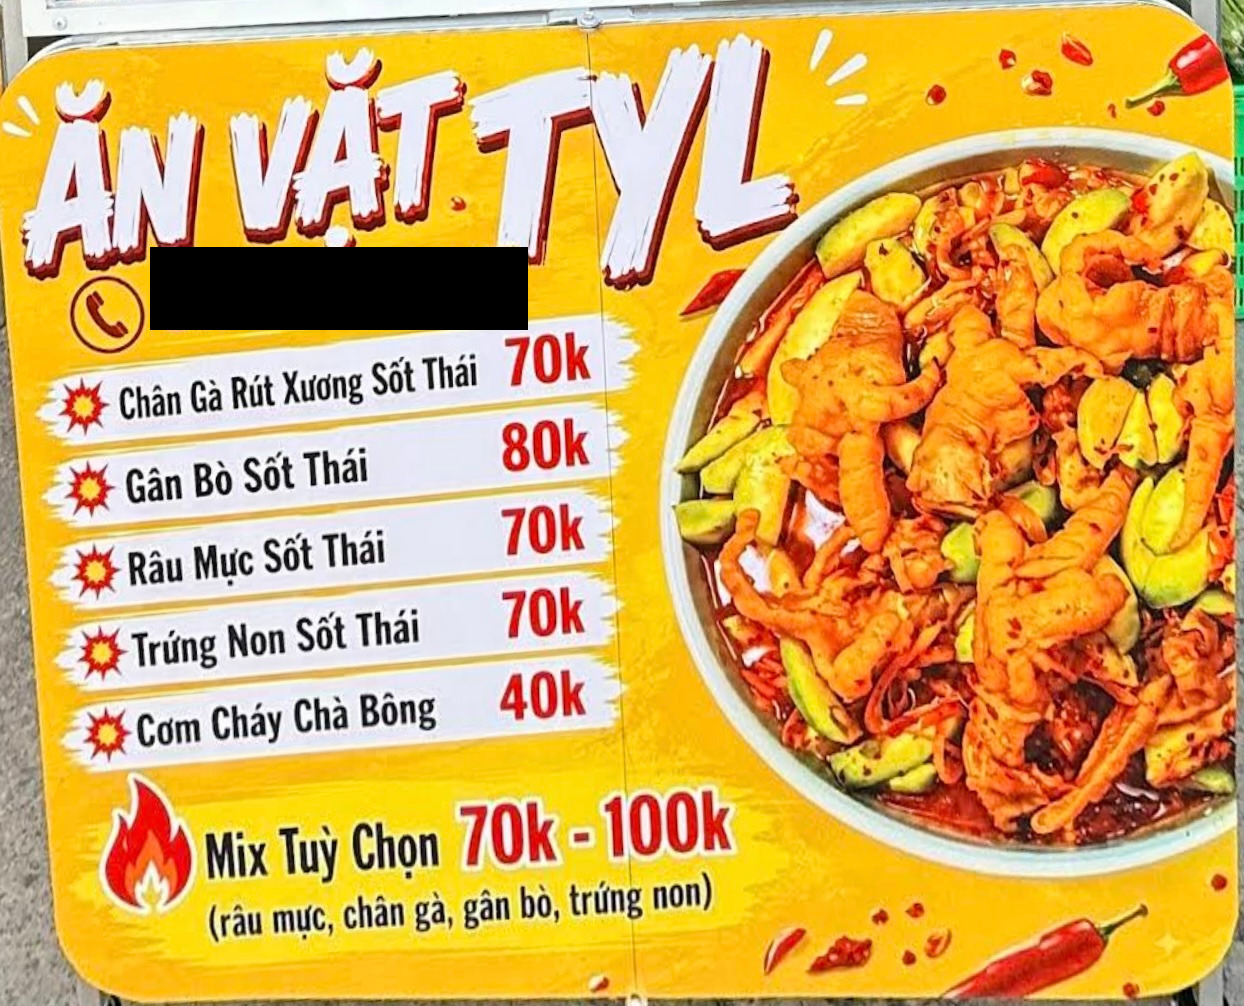 ĂN VẶT TYL
Chân Gà Rút Xương Sốt Thái 70k
Gân Bò Sốt Thái 80k
Râu Mực Sốt Thái 70k
Trứng Non Sốt Thái 70k
Cơm Cháy Chà Bông 40k
Mix Tuỳ Chọn 70k - 100k
(râu mực, chân gà, gân bò, trứng non)